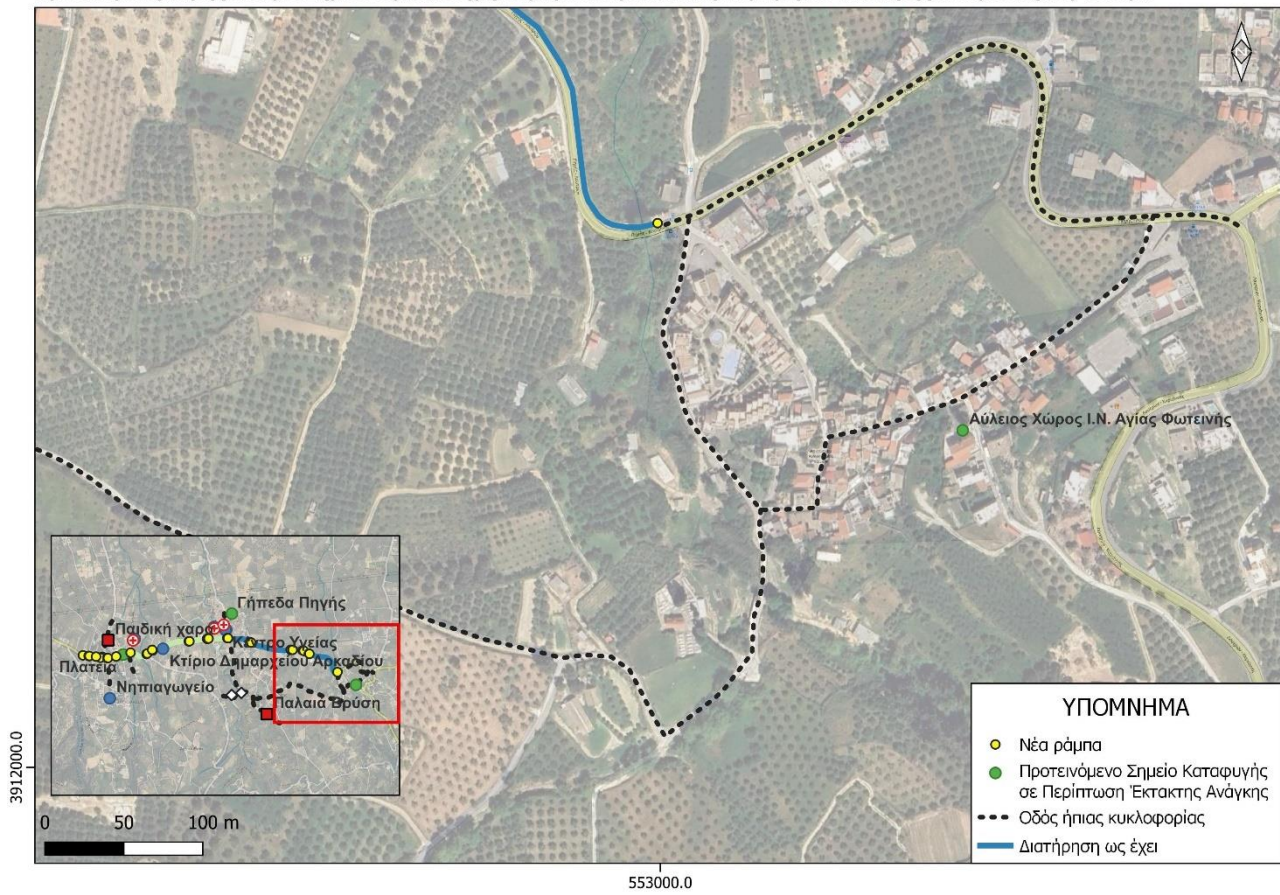 N
Αύλειος Χώρος Ι.Ν. Αγίας Φωτεινής
Γήπεδα Πηγής
Παιδική χαρά
Κέντρο Υγείας
Πλατεία
Κτίριο Δημαρχείου Αρκαδίου
Νηπιαγωγείο
Παλαιά Βρύση
3912000.0
0 50 100 m
553000.0
ΥΠΟΜΝΗΜΑ
Νέα ράμπα
Προτεινόμενο Σημείο Καταφυγής
σε Περίπτωση Έκτακτης Ανάγκης
Οδός ήπιας κυκλοφορίας
Διατήρηση ως έχει